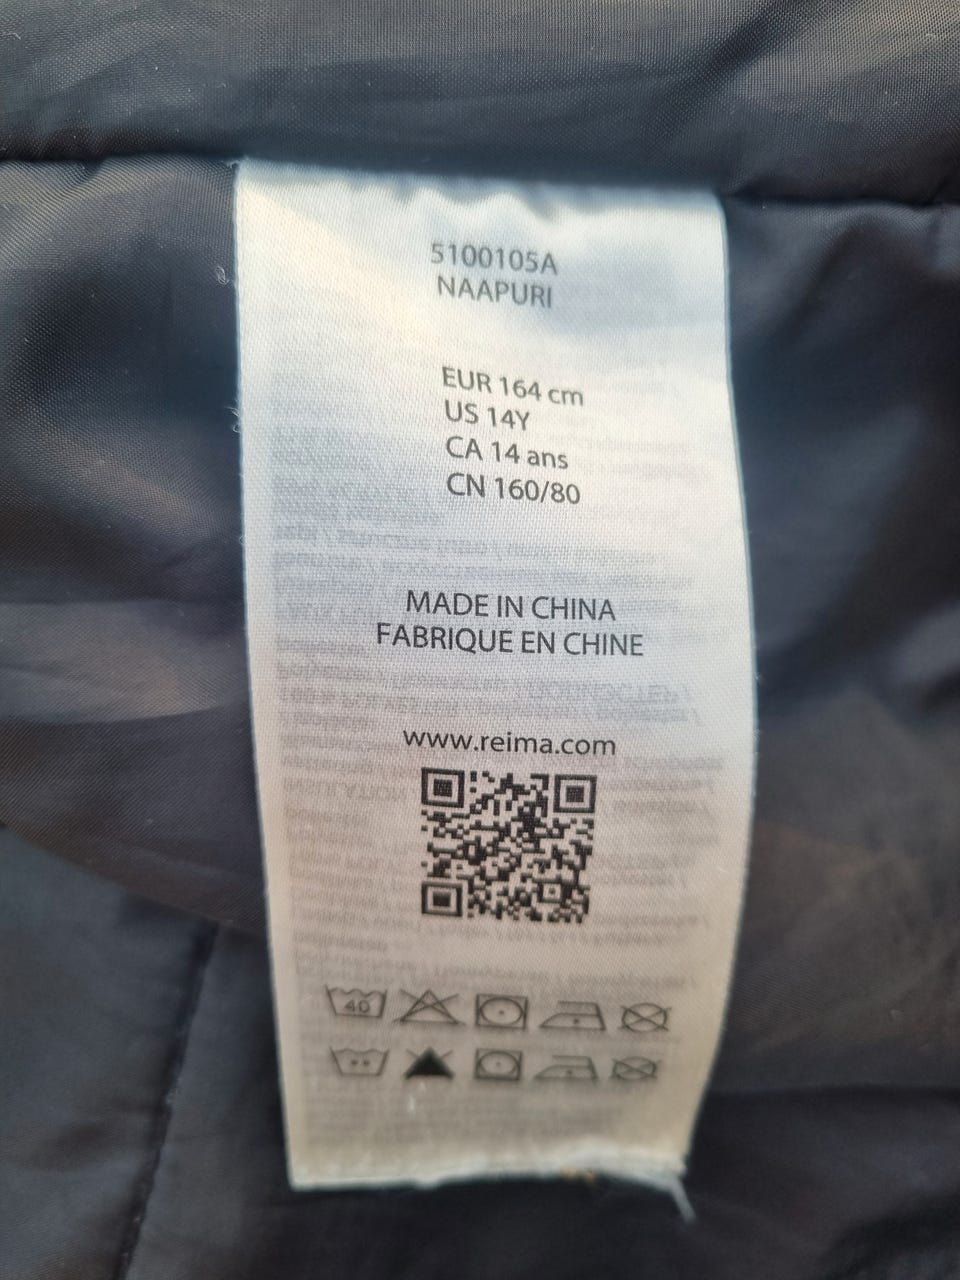 5100105A
NAAPURI
EUR 164 cm
US 14Y
CA 14 ans
CN 160/80
MADE IN CHINA
FABRIQUE EN CHINE
www.reima.com
40